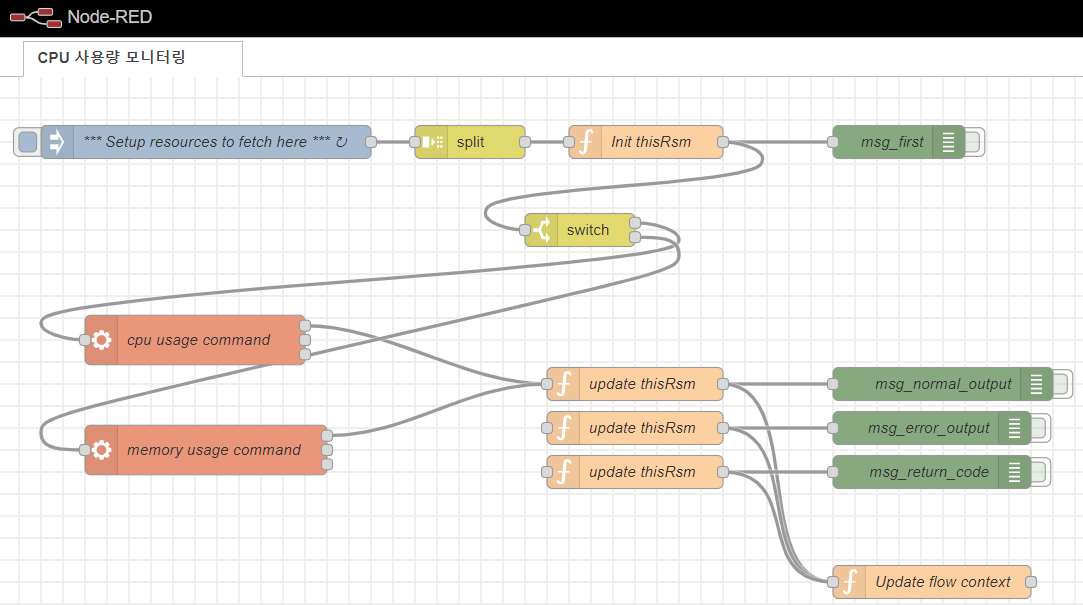 Node-RED
CPU 사용량 모니터링
*** Setup resources to fetch here *** ↻
split
Init thisRsm
msg_first
switch
cpu usage command
update thisRsm
msg_normal_output
update thisRsm
msg_error_output
memory usage command
update thisRsm
msg_return_code
Update flow context